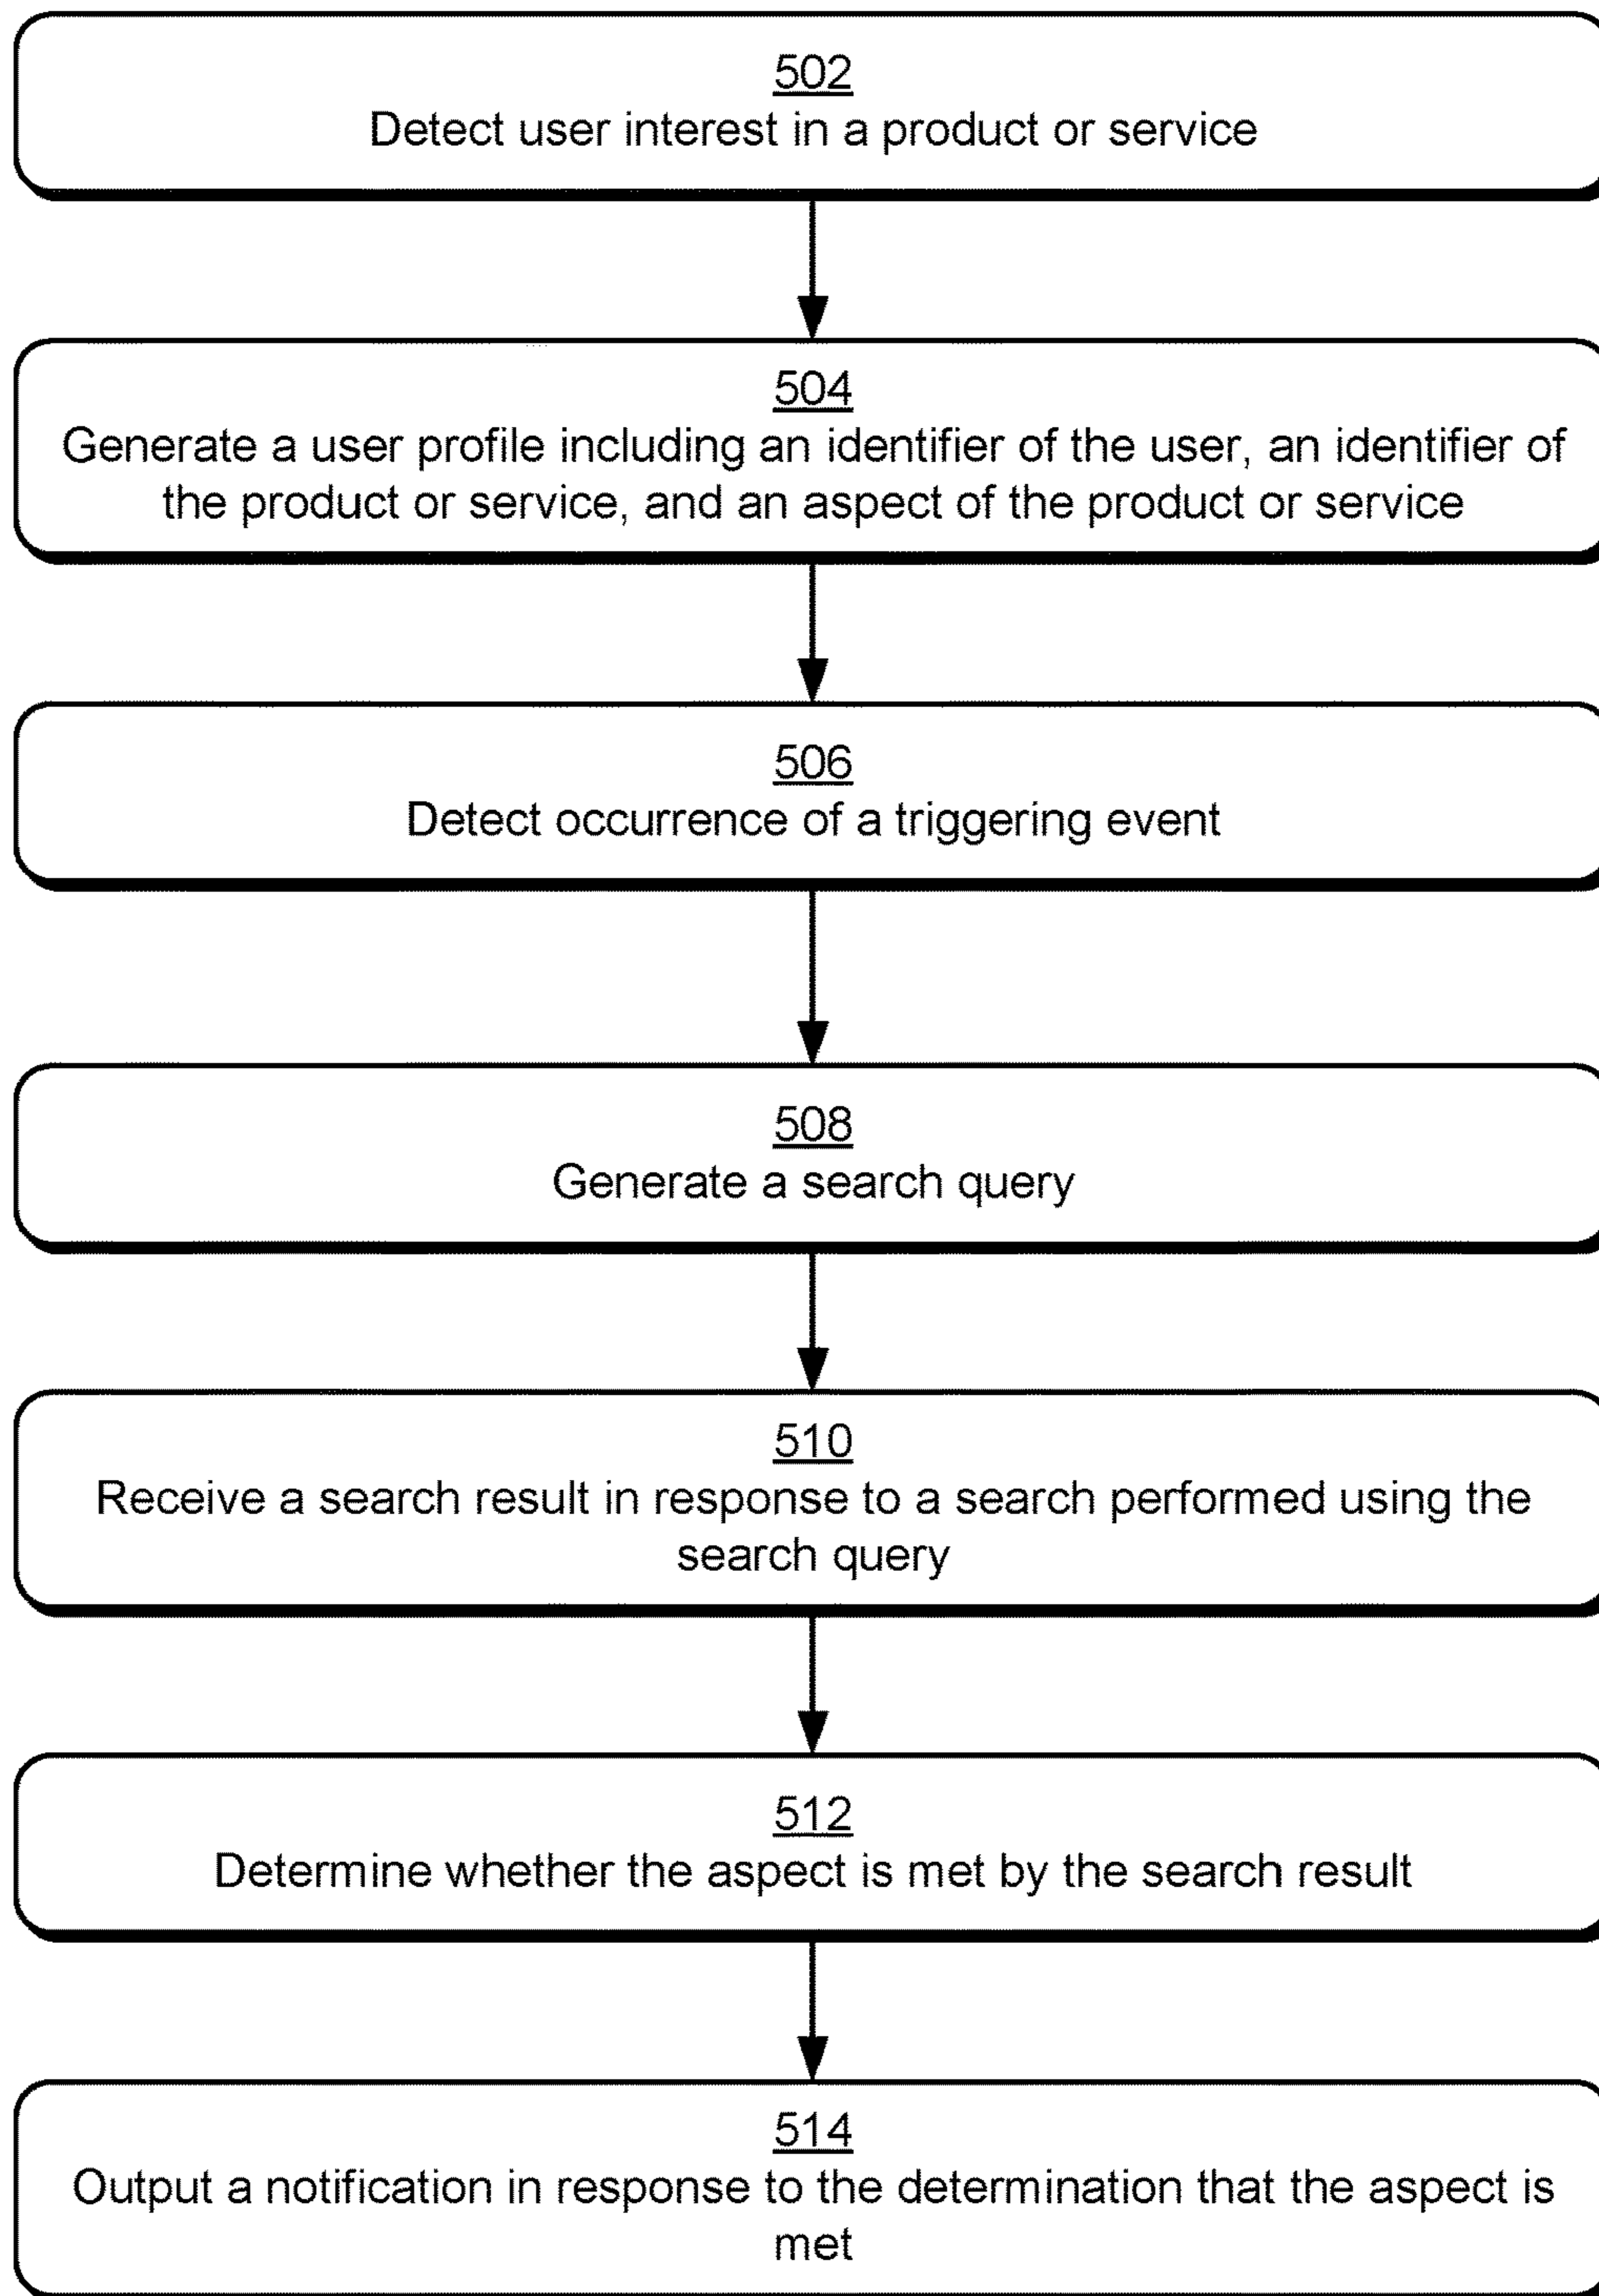 502
Detect user interest in a product or service
504
Generate a user profile including an identifier of the user, an identifier of
the product or service, and an aspect of the product or service
506
Detect occurrence of a triggering event
508
Generate a search query
510
Receive a search result in response to a search performed using the
search query
512
Determine whether the aspect is met by the search result
514
Output a notification in response to the determination that the aspect is
met